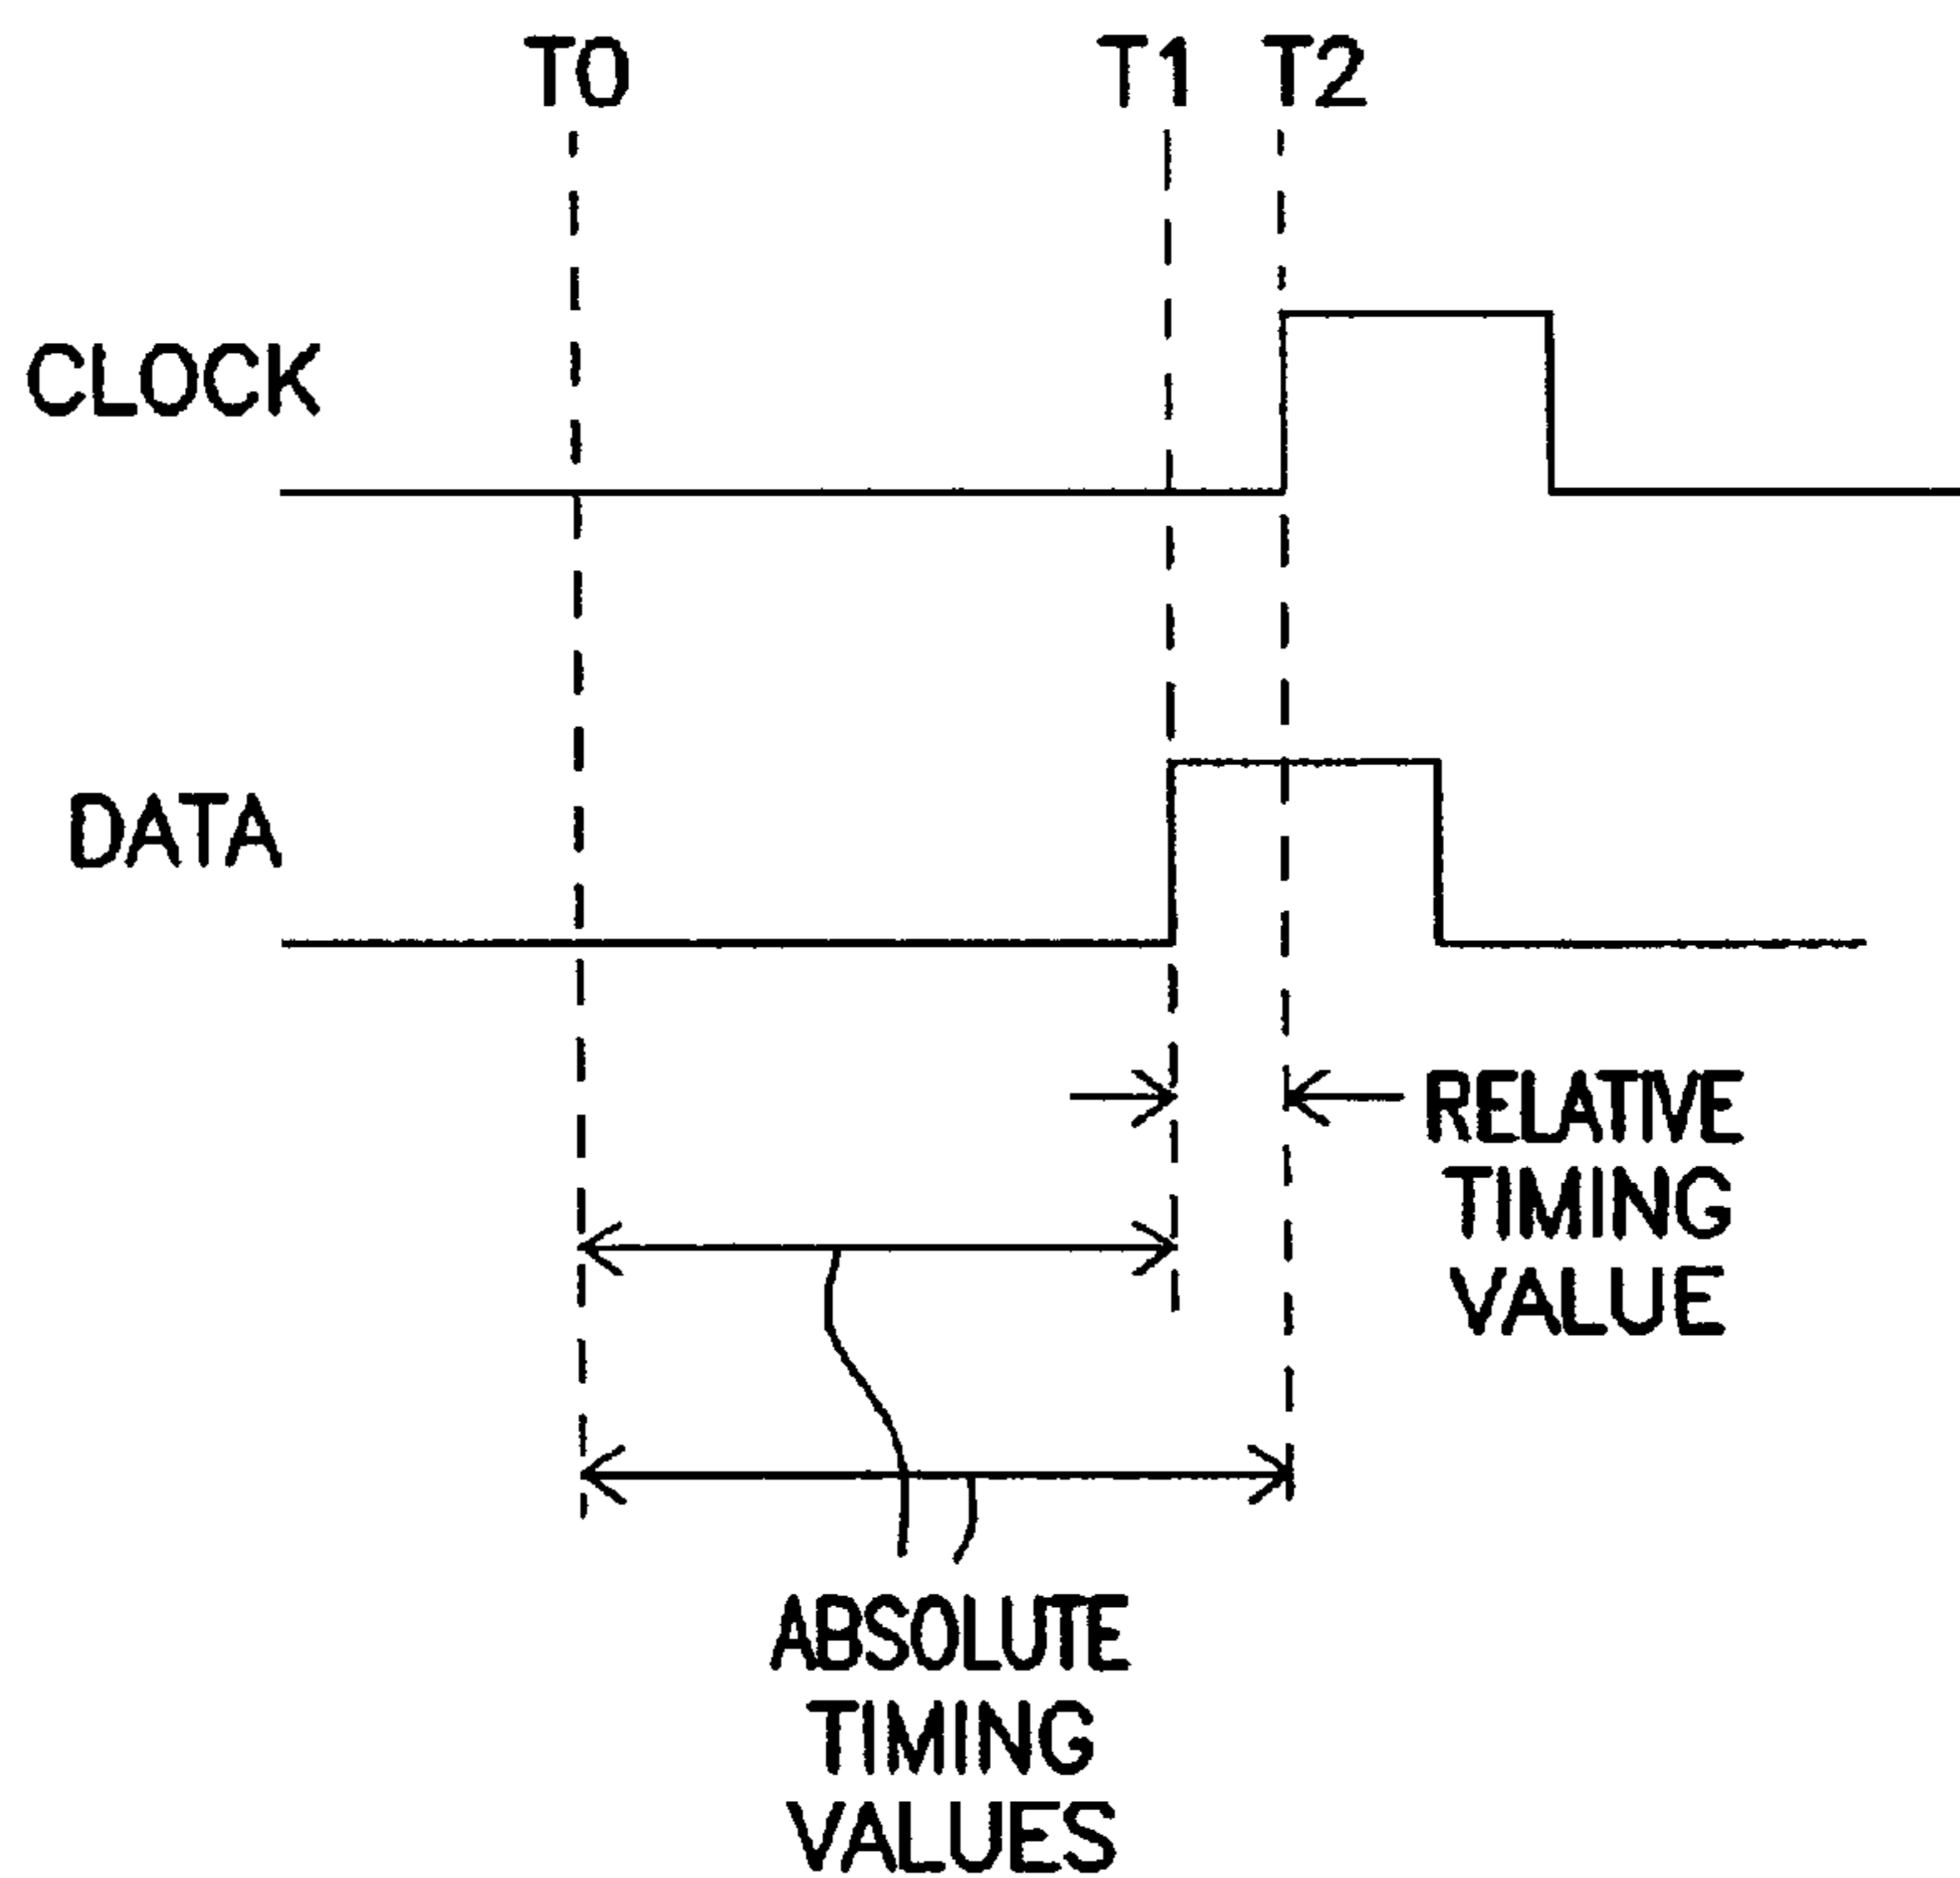 T0 T1 T2
CLOCK
DATA
RELATIVE
TIMING
VALUE
ABSOLUTE
TIMING
VALUES